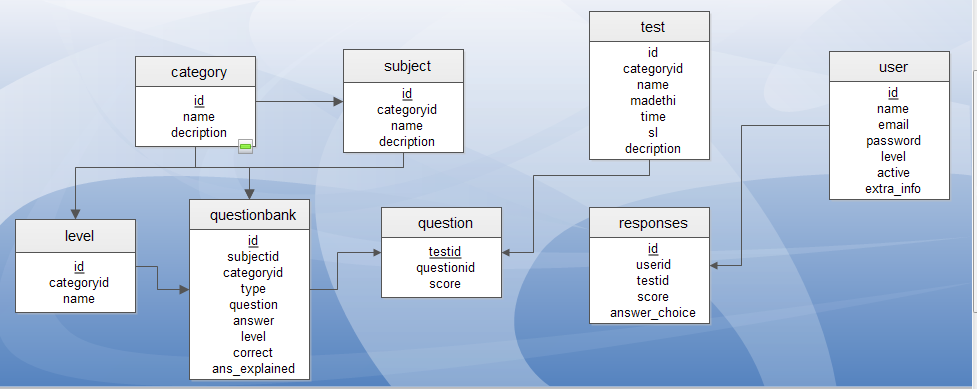 category
id
name
decription
subject
id
categoryid
name
decription
test
id
categoryid
name
madethi
time
sl
decription
user
id
name
email
password
level
active
extra_info
level
id
categoryid
name
questionbank
id
subjectid
categoryid
type
question
answer
level
correct
ans_explained
question
testid
questionid
score
responses
id
userid
testid
score
answer_choice